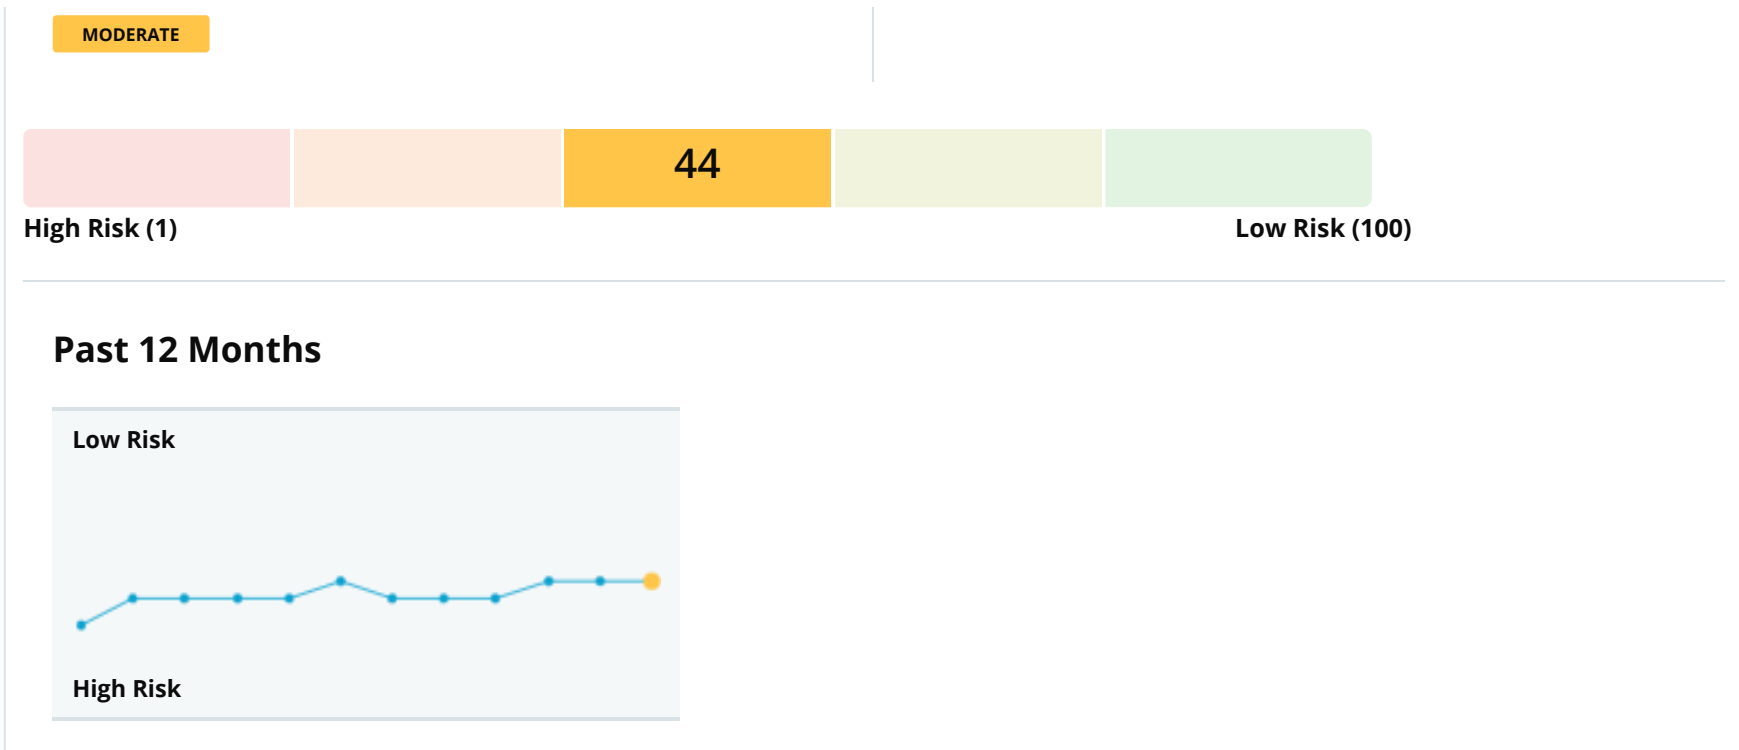 MODERATE
44
High Risk (1)
Low Risk (100)
Past 12 Months
Low Risk
High Risk